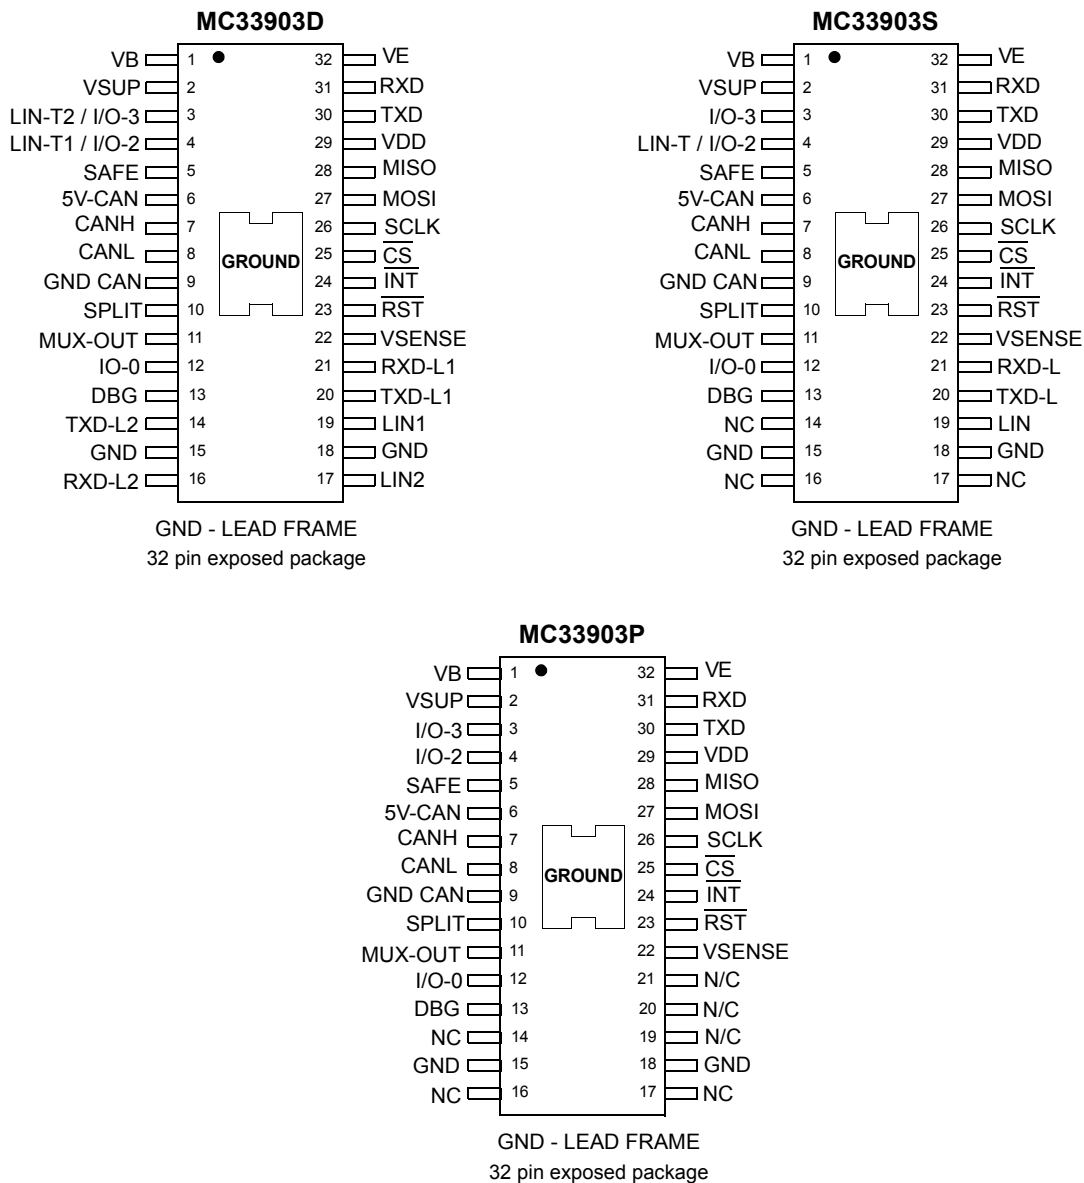 MC33903D
VB 1 32 VE
VSUP 2 31 RXD
LIN-T2 / I/O-3 3 30 TXD
LIN-T1 / I/O-2 4 29 VDD
SAFE 5 28 MISO
5V-CAN 6 27 MOSI
CANH 7 26 SCLK
CANL 8 25 CS
GROUND
GND CAN 9 24 INT
SPLIT 10 23 RST
MUX-OUT 11 22 VSENSE
IO-0 12 21 RXD-L1
DBG 13 20 TXD-L1
TXD-L2 14 19 LIN1
GND 15 18 GND
RXD-L2 16 17 LIN2
GND - LEAD FRAME
32 pin exposed package
MC33903S
VB 1 32 VE
VSUP 2 31 RXD
I/O-3 3 30 TXD
LIN-T / I/O-2 4 29 VDD
SAFE 5 28 MISO
5V-CAN 6 27 MOSI
CANH 7 26 SCLK
CANL 8 25 CS
GROUND
GND CAN 9 24 INT
SPLIT 10 23 RST
MUX-OUT 11 22 VSENSE
I/O-0 12 21 RXD-L
DBG 13 20 TXD-L
NC 14 19 LIN
GND 15 18 GND
NC 16 17 NC
GND - LEAD FRAME
32 pin exposed package
MC33903P
VB 1 32 VE
VSUP 2 31 RXD
I/O-3 3 30 TXD
I/O-2 4 29 VDD
SAFE 5 28 MISO
5V-CAN 6 27 MOSI
CANH 7 26 SCLK
CANL 8 25 CS
GROUND
GND CAN 9 24 INT
SPLIT 10 23 RST
MUX-OUT 11 22 VSENSE
I/O-0 12 21 N/C
DBG 13 20 N/C
NC 14 19 N/C
GND 15 18 GND
NC 16 17 NC
GND - LEAD FRAME
32 pin exposed package